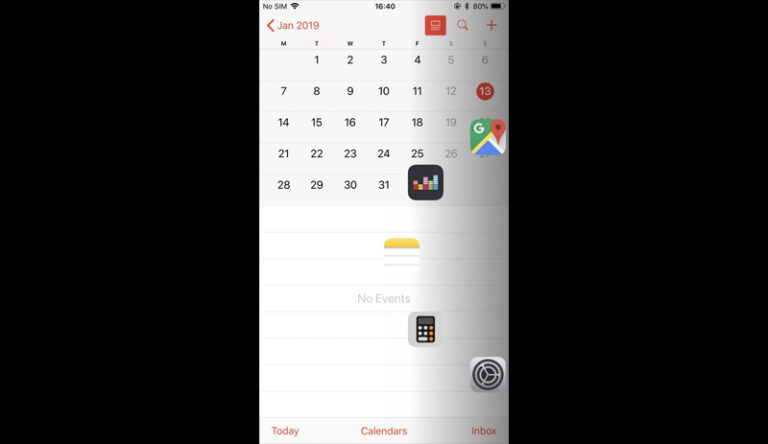 No SIM 16:40 80%
Jan 2019
M T W T F S S
1 2 3 4 5 6
7 8 9 10 11 12 13
14 15 16 17 18 19
G
21 22 23 24 25 26
28 29 30 31
No Events
Today Calendars Inbox